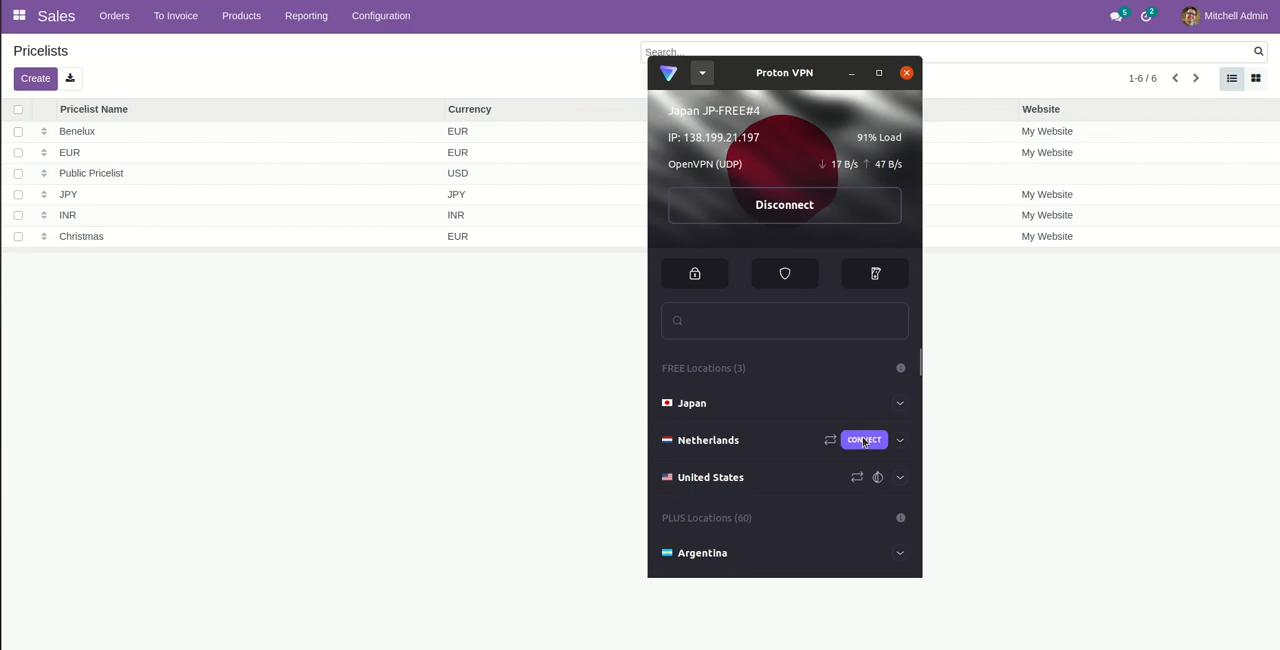 Sales Orders To Invoice Products Reporting Configuration 5 2 Mitchell Admin
Pricelists
Search...
Create
1-6 / 6
Pricelist Name Currency Website
Benelux EUR My Website
EUR EUR My Website
Public Pricelist USD
JPY JPY My Website
INR INR My Website
Christmas EUR My Website
Proton VPN
Japan JP-FREE#4
IP: 138.199.21.197 91% Load
OpenVPN (UDP) ↓ 17 B/s ↑ 47 B/s
Disconnect
FREE Locations (3)
Japan
Netherlands CONNECT
United States
PLUS Locations (60)
Argentina